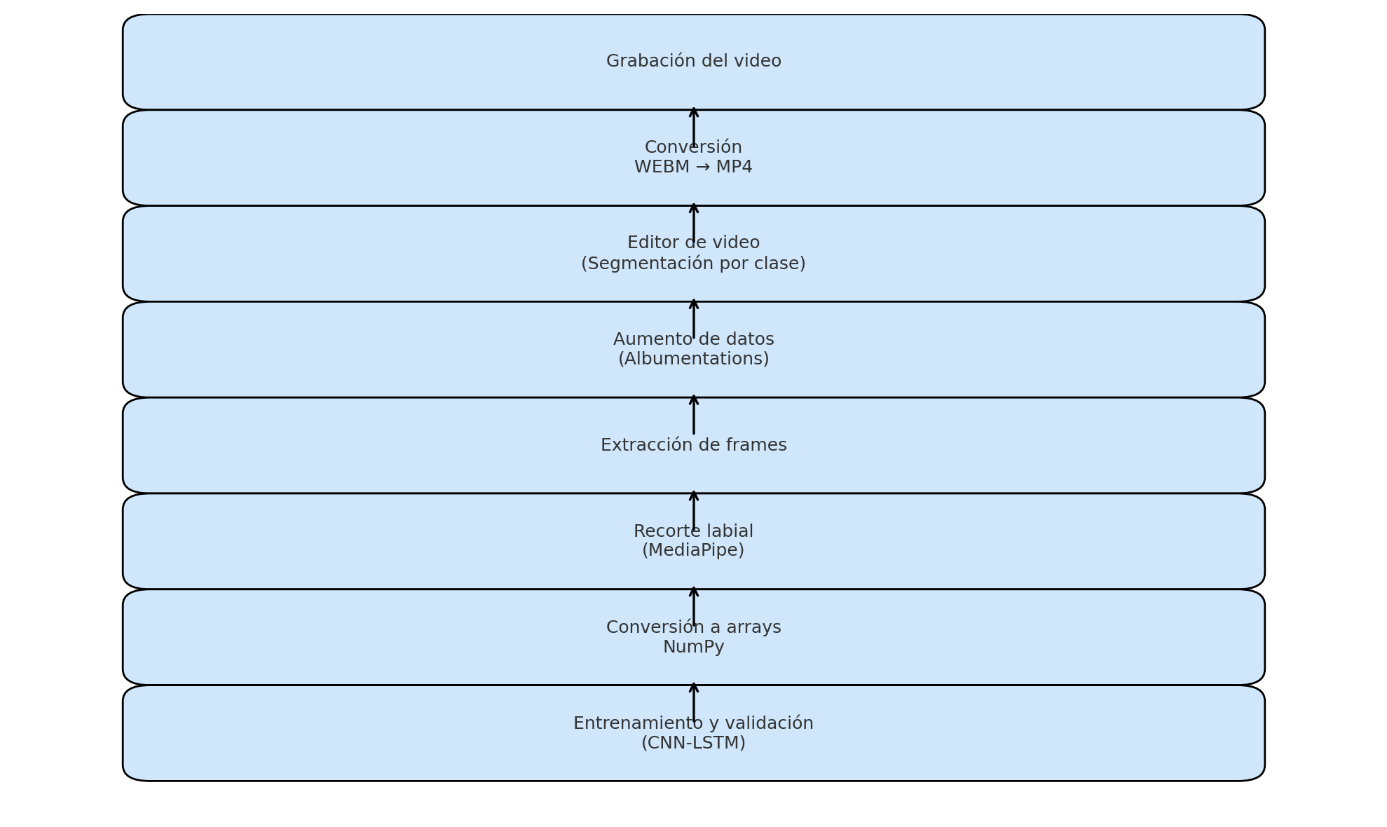 Grabación del video
Conversión
WEBM → MP4
Editor de video
(Segmentación por clase)
Aumento de datos
(Albumentations)
Extracción de frames
Recorte labial
(MediaPipe)
Conversión a arrays
NumPy
Entrenamiento y validación
(CNN-LSTM)